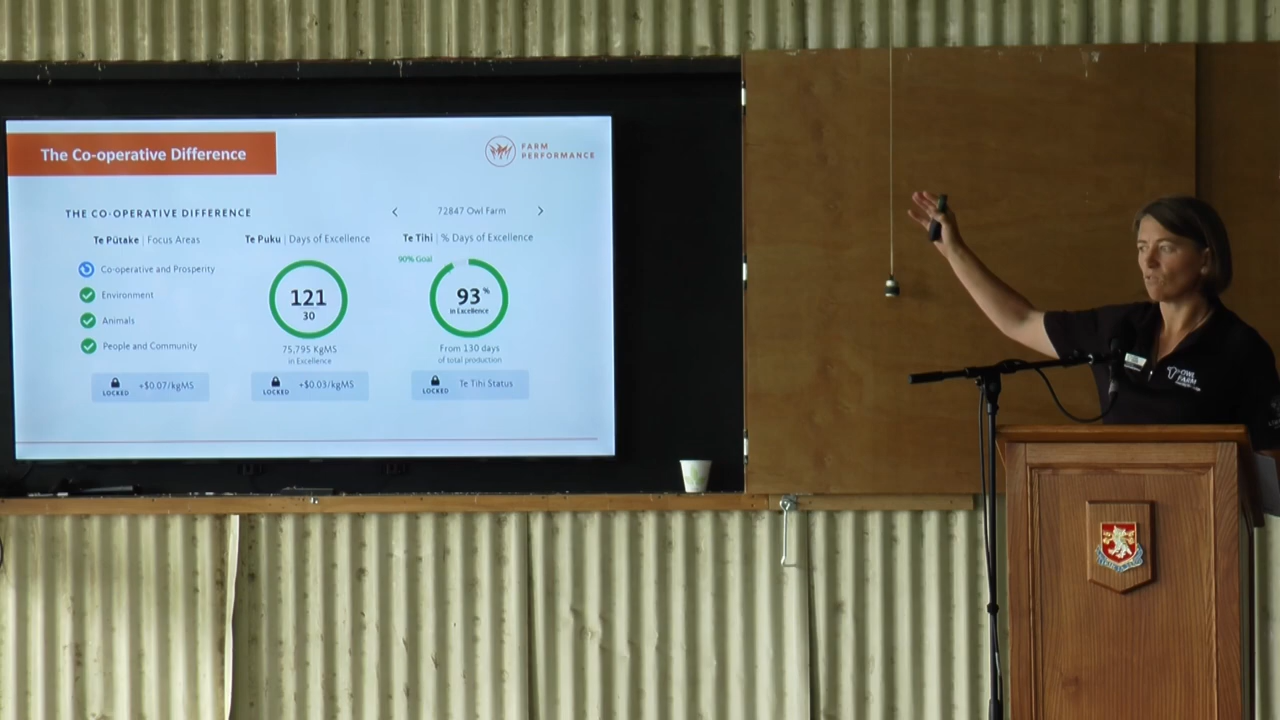 The Co-operative Difference
FARM
PERFORMANCE
THE CO-OPERATIVE DIFFERENCE
72847 Owl Farm
Te Pūtake | Focus Areas
Te Puku | Days of Excellence
Te Tihi | % Days of Excellence
90% Goal
Co-operative and Prosperity
Environment
Animals
People and Community
121
30
93%
in Excellence
75,795 KgMS
in Excellence
From 130 days
of total production
LOCKED
+$0.07/kgMS
LOCKED
+$0.03/kgMS
LOCKED
Te Tihi Status
OWL
FARM